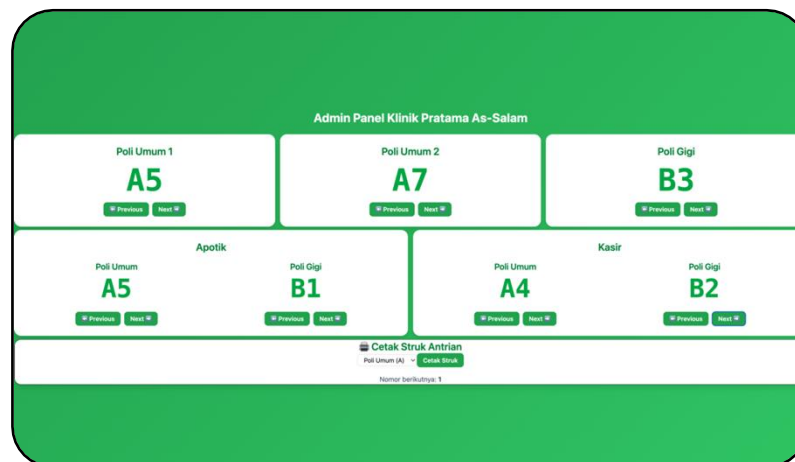 Admin Panel Klinik Pratama As-Salam
Poli Umum 1
A5
Previous Next
Poli Umum 2
A7
Previous Next
Poli Gigi
B3
Previous Next
Apotik
Poli Umum
A5
Previous Next
Poli Gigi
B1
Previous Next
Kasir
Poli Umum
A4
Previous Next
Poli Gigi
B2
Previous Next
Cetak Struk Antrian
Poli Umum (A) Cetak Struk
Nomor berikutnya: 1